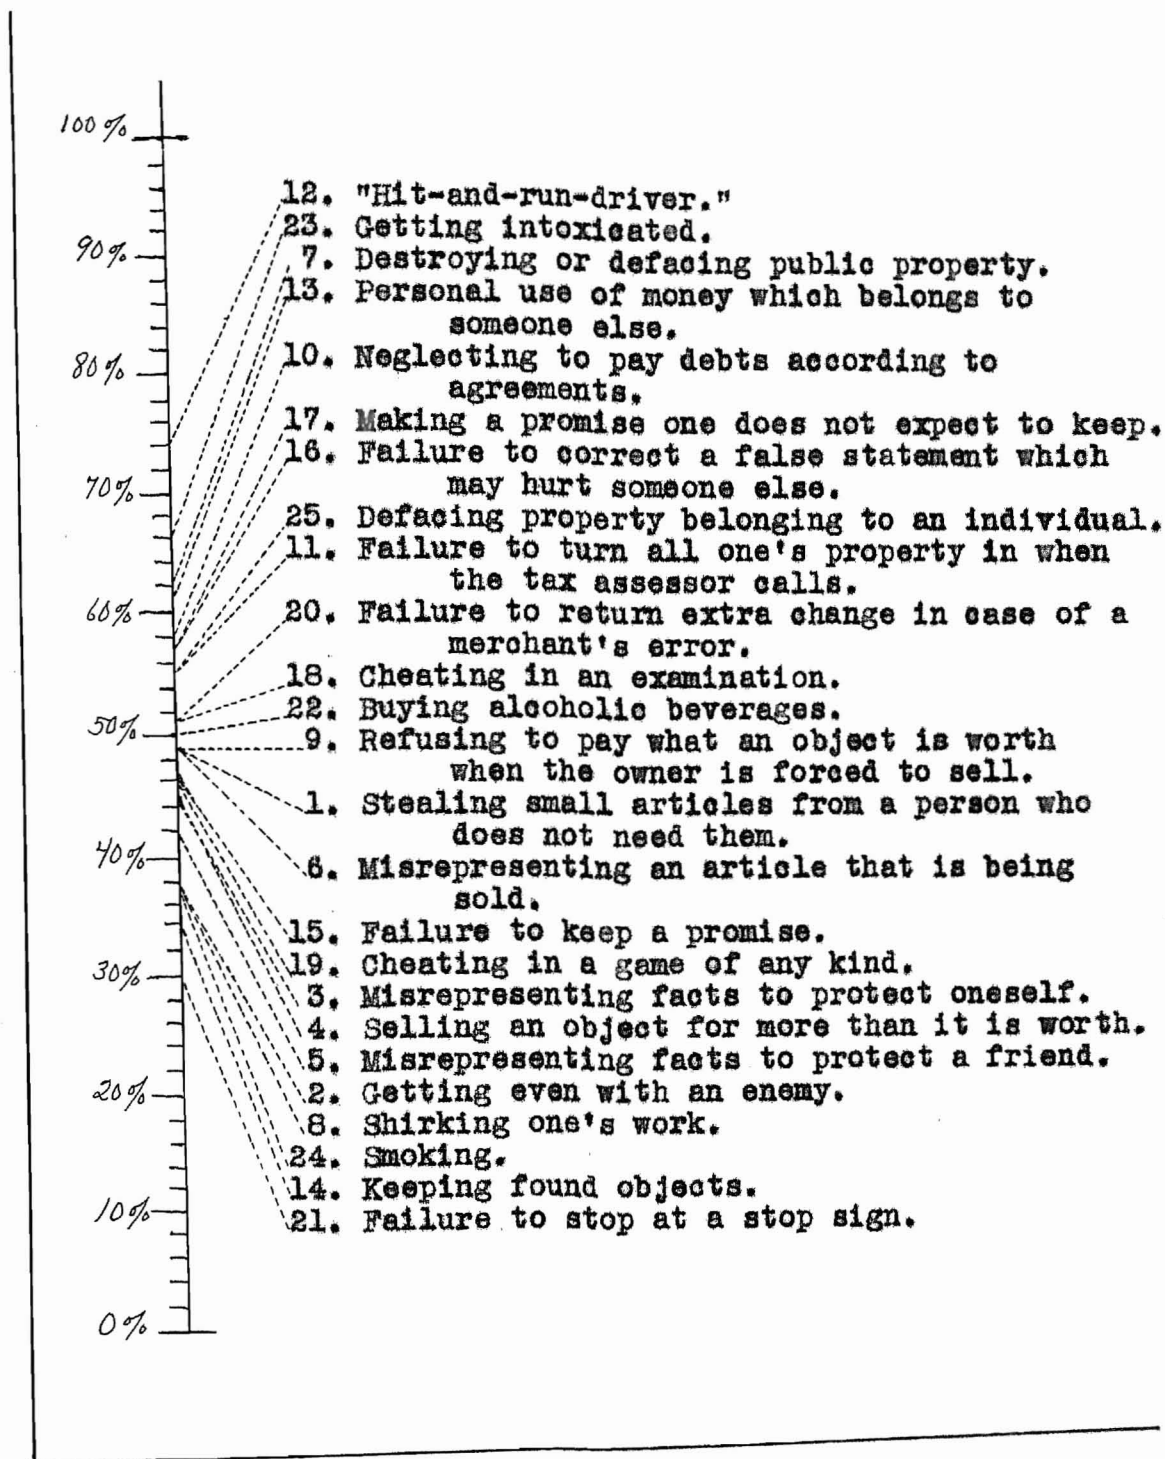 100%
12. "Hit-and-run-driver."
23. Getting intoxicated.
90%
7. Destroying or defacing public property.
13. Personal use of money which belongs to
someone else.
80%
10. Neglecting to pay debts according to
agreements.
17. Making a promise one does not expect to keep.
16. Failure to correct a false statement which
70%
may hurt someone else.
25. Defacing property belonging to an individual.
11. Failure to turn all one's property in when
the tax assessor calls.
60%
20. Failure to return extra change in case of a
merchant's error.
18. Cheating in an examination.
22. Buying alcoholic beverages.
50%
9. Refusing to pay what an object is worth
when the owner is forced to sell.
1. Stealing small articles from a person who
does not need them.
40%
6. Misrepresenting an article that is being
sold.
15. Failure to keep a promise.
19. Cheating in a game of any kind.
30%
3. Misrepresenting facts to protect oneself.
4. Selling an object for more than it is worth.
5. Misrepresenting facts to protect a friend.
20%
2. Getting even with an enemy.
8. Shirking one's work.
24. Smoking.
14. Keeping found objects.
10%
21. Failure to stop at a stop sign.
0%